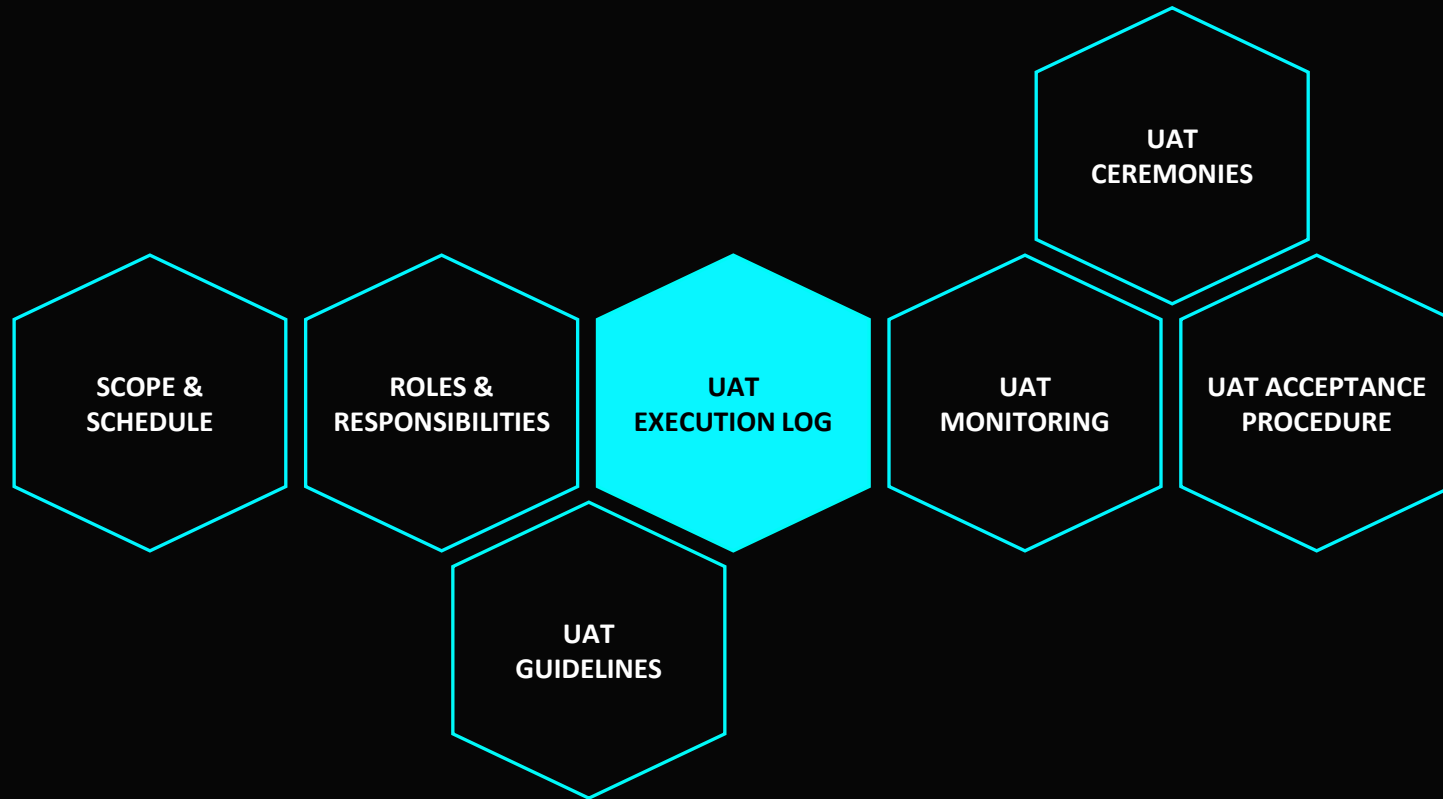 UAT
CEREMONIES
SCOPE &
SCHEDULE
ROLES &
RESPONSIBILITIES
UAT
EXECUTION LOG
UAT
MONITORING
UAT ACCEPTANCE
PROCEDURE
UAT
GUIDELINES